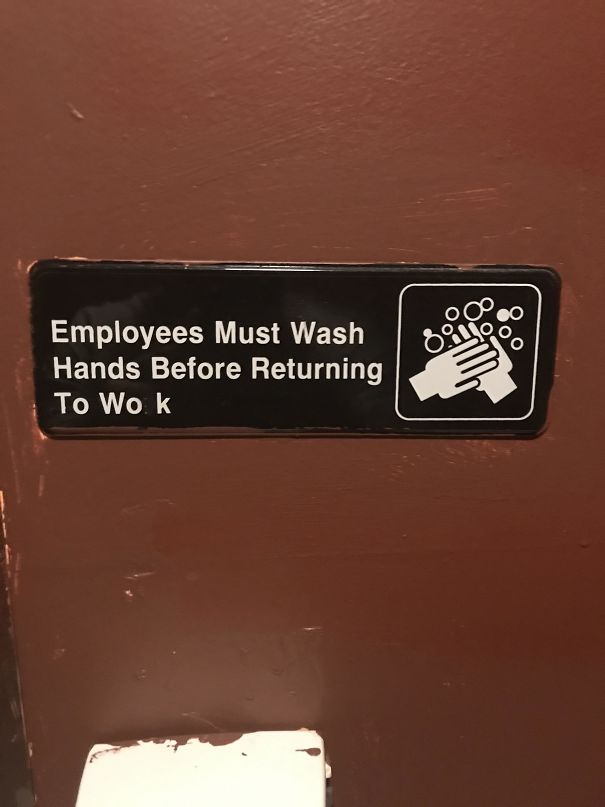 Employees Must Wash
Hands Before Returning
To Wo k